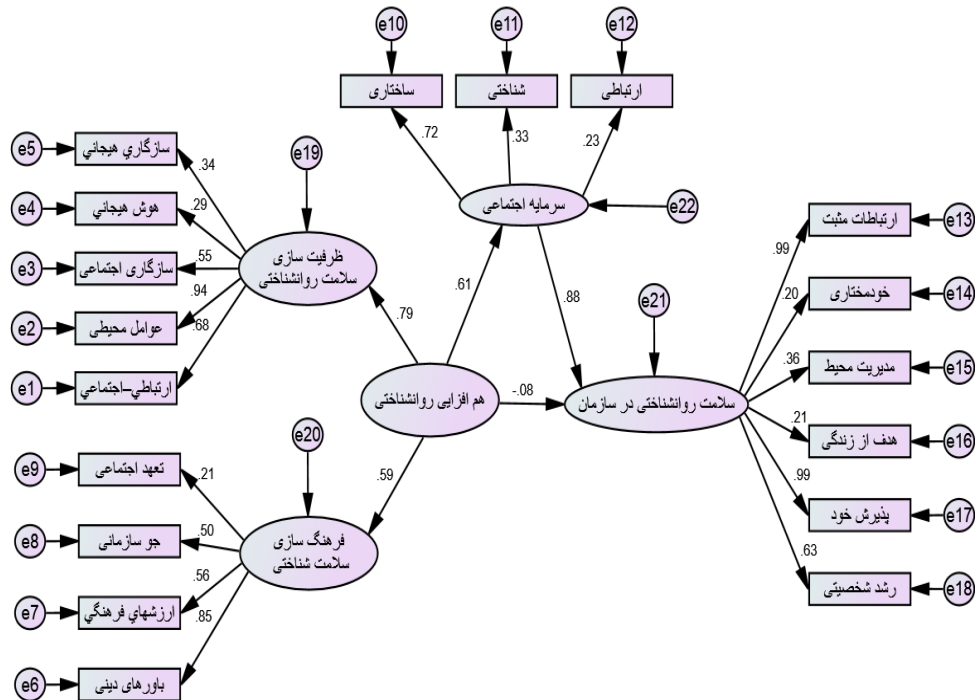 e10
e11
e12
ساختاری
شناختی
ارتباطی
.72
.33
.23
e5
سازگاري هيجاني
e19
.34
e4
هوش هيجاني
.29
سرمایه اجتماعی
e22
e3
سازگاری اجتماعی
.55
ظرفیت سازی
سلامت روانشناختی
.94
e2
عوامل محیطی
.68
e1
ارتباطي–اجتماعي
.79
.61
.88
e21
هم افزایی روانشناختی
-.08
سلامت روانشناختی در سازمان
ارتباطات مثبت
e13
.99
خودمختاری
e14
.20
مدیریت محیط
e15
.36
هدف از زندگی
e16
.21
پذیرش خود
e17
.99
رشد شخصیتی
e18
.63
e20
.59
e9
تعهد اجتماعی
.21
e8
جو سازمانی
.50
فرهنگ سازی
سلامت شناختی
e7
ارزشهاي فرهنگي
.56
.85
e6
باورهای دینی